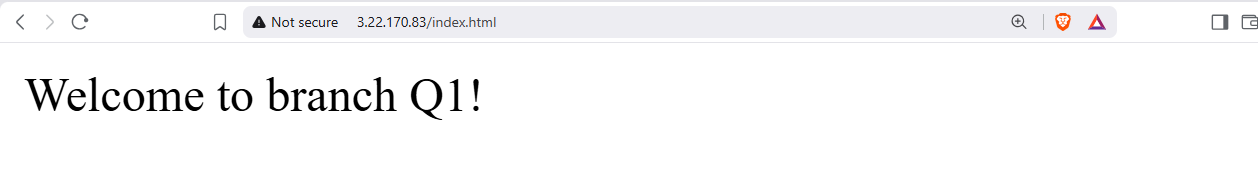 Not secure 3.22.170.83/index.html
Welcome to branch Q1!